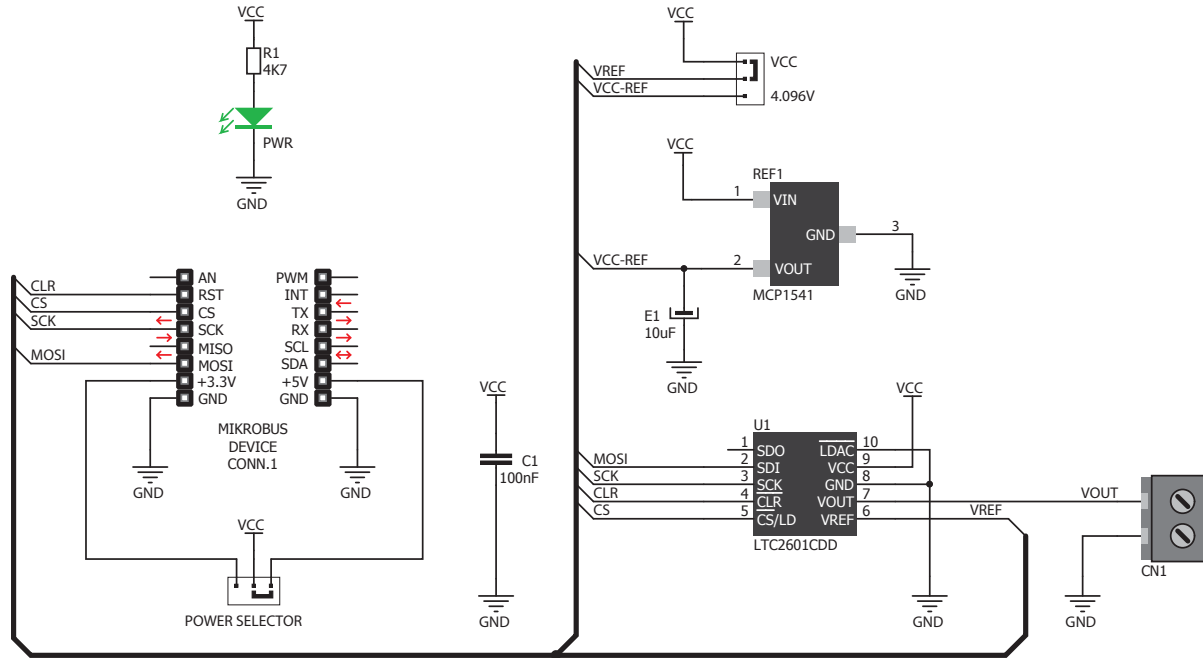 VCC
R1
4K7
PWR
GND
VCC
VREF
VCC-REF
VCC
4.096V
VCC
REF1
1
VIN
GND
3
VCC-REF
2
VOUT
MCP1541
GND
E1
10uF
GND
CLR
CS
SCK
MOSI
AN
RST
CS
SCK
MISO
MOSI
+3.3V
GND
PWM
INT
TX
RX
SCL
SDA
+5V
GND
MIKROBUS
DEVICE
CONN.1
GND
GND
VCC
POWER SELECTOR
VCC
C1
100nF
GND
VCC
U1
1
SDO
LDAC
10
MOSI
2
SDI
VCC
9
SCK
3
SCK
GND
8
CLR
4
CLR
VOUT
7
VOUT
CS
5
CS/LD
VREF
6
VREF
LTC2601CDD
GND
GND
CN1